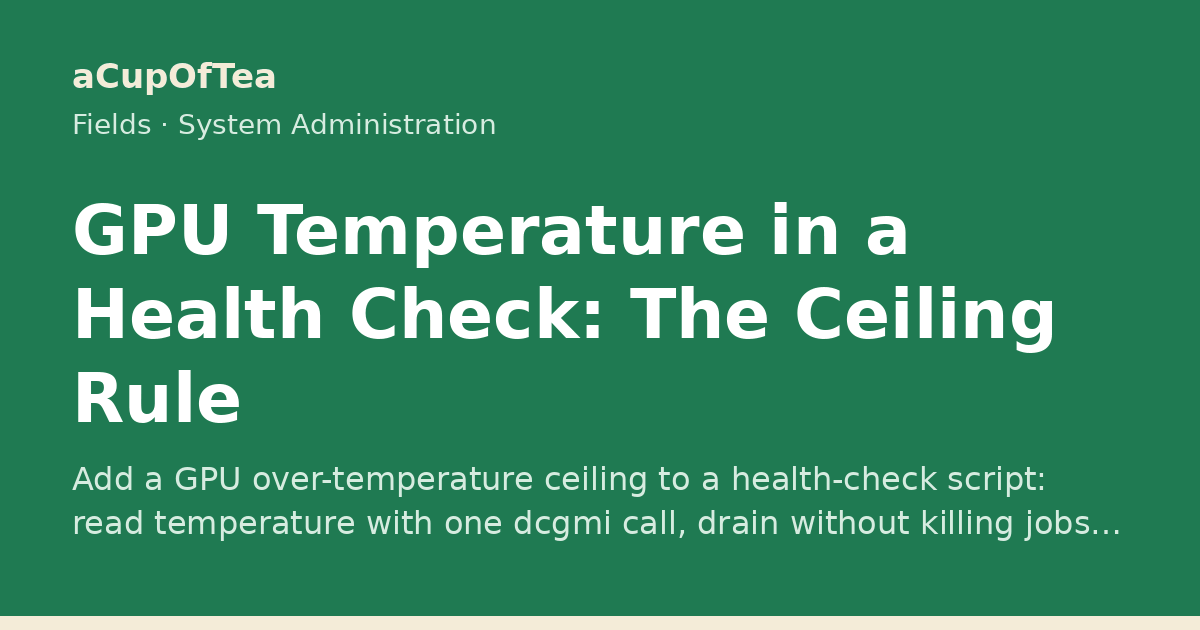 aCupOfTea
Fields · System Administration
GPU Temperature in a
Health Check: The Ceiling
Rule
Add a GPU over-temperature ceiling to a health-check script:
read temperature with one dcgmi call, drain without killing jobs…